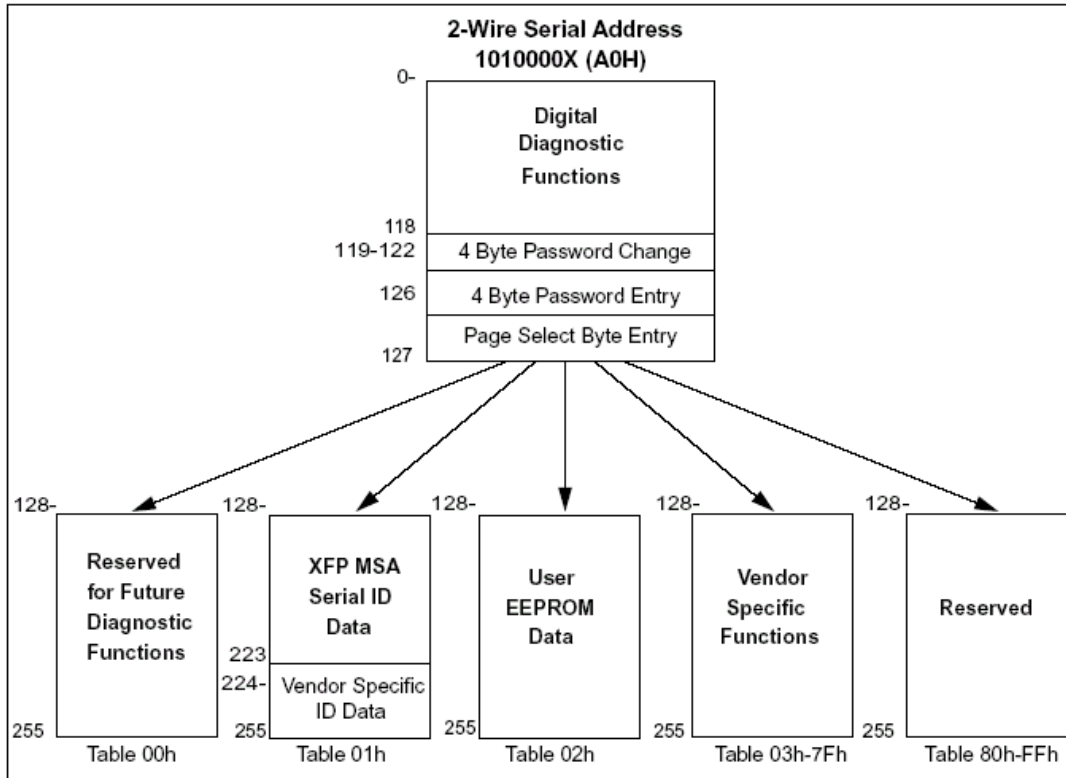 2-Wire Serial Address
1010000X (A0H)
0-
Digital
Diagnostic
Functions
118
119-122
4 Byte Password Change
126
4 Byte Password Entry
Page Select Byte Entry
127
128-
Reserved
for Future
Diagnostic
Functions
255
Table 00h
128-
XFP MSA
Serial ID
Data
223
224-
Vendor Specific
ID Data
255
Table 01h
128-
User
EEPROM
Data
255
Table 02h
128-
Vendor
Specific
Functions
255
Table 03h-7Fh
128-
Reserved
255
Table 80h-FFh